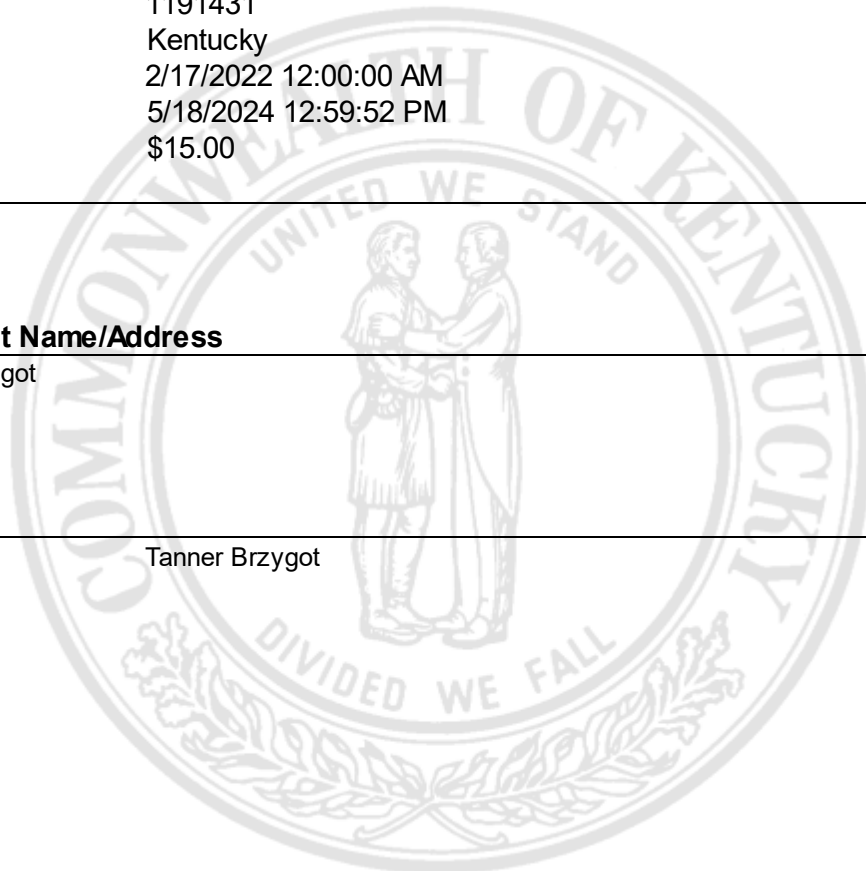 1191431
Kentucky
2/17/2022 12:00:00 AM
5/18/2024 12:59:52 PM
$15.00
t Name/Address
got
Tanner Brzygot
COMMONWEALTH OF KENTUCKY
UNITED WE STAND
DIVIDED WE FALL